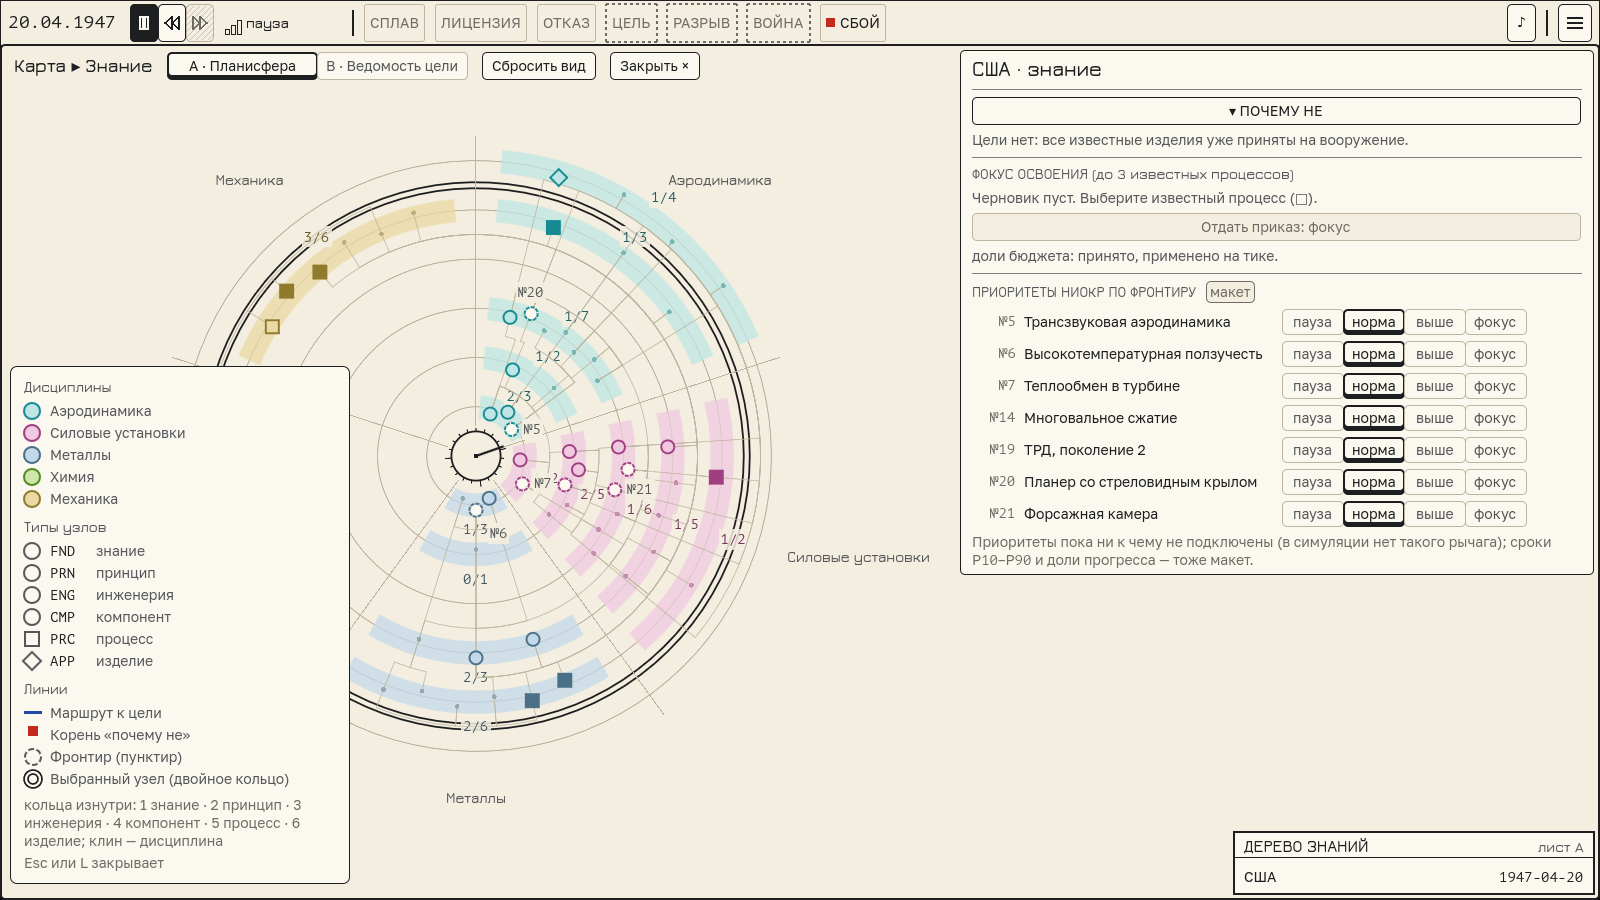 20.04.1947 пауза СПЛАВ ЛИЦЕНЗИЯ ОТКАЗ ЦЕЛЬ РАЗРЫВ ВОЙНА СБОЙ ♪
Карта ▸ Знание А · Планисфера В · Ведомость цели Сбросить вид Закрыть ×
Механика
Аэродинамика
1/4
3/6
1/3
№20
1/7
1/2
2/3
№5
№7
2/5
№21
1/6
1/5
1/2
1/3
№6
0/1
Силовые установки
2/3
2/6
Металлы
Дисциплины
Аэродинамика
Силовые установки
Металлы
Химия
Механика
Типы узлов
FND знание
PRN принцип
ENG инженерия
CMP компонент
PRC процесс
APP изделие
Линии
Маршрут к цели
Корень «почему не»
Фронтир (пунктир)
Выбранный узел (двойное кольцо)
кольца изнутри: 1 знание · 2 принцип · 3
инженерия · 4 компонент · 5 процесс · 6
изделие; клин — дисциплина
Esc или L закрывает
США · знание
▾ ПОЧЕМУ НЕ
Цели нет: все известные изделия уже приняты на вооружение.
ФОКУС ОСВОЕНИЯ (до 3 известных процессов)
Черновик пуст. Выберите известный процесс (□).
Отдать приказ: фокус
доли бюджета: принято, применено на тике.
ПРИОРИТЕТЫ НИОКР ПО ФРОНТИРУ макет
№5 Трансзвуковая аэродинамика пауза норма выше фокус
№6 Высокотемпературная ползучесть пауза норма выше фокус
№7 Теплообмен в турбине пауза норма выше фокус
№14 Многовальное сжатие пауза норма выше фокус
№19 ТРД, поколение 2 пауза норма выше фокус
№20 Планер со стреловидным крылом пауза норма выше фокус
№21 Форсажная камера пауза норма выше фокус
Приоритеты пока ни к чему не подключены (в симуляции нет такого рычага); сроки
P10–P90 и доли прогресса — тоже макет.
ДЕРЕВО ЗНАНИЙ лист А
США 1947-04-20